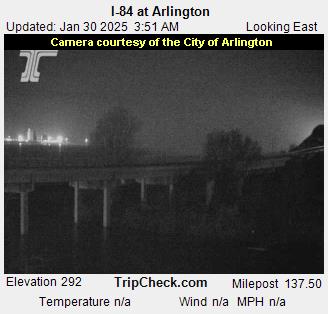 I-84 at Arlington
Updated: Jan 30 2025 3:51 AM Looking East
Camera courtesy of the City of Arlington
Elevation 292 TripCheck.com Milepost 137.50
Temperature n/a Wind n/a MPH n/a